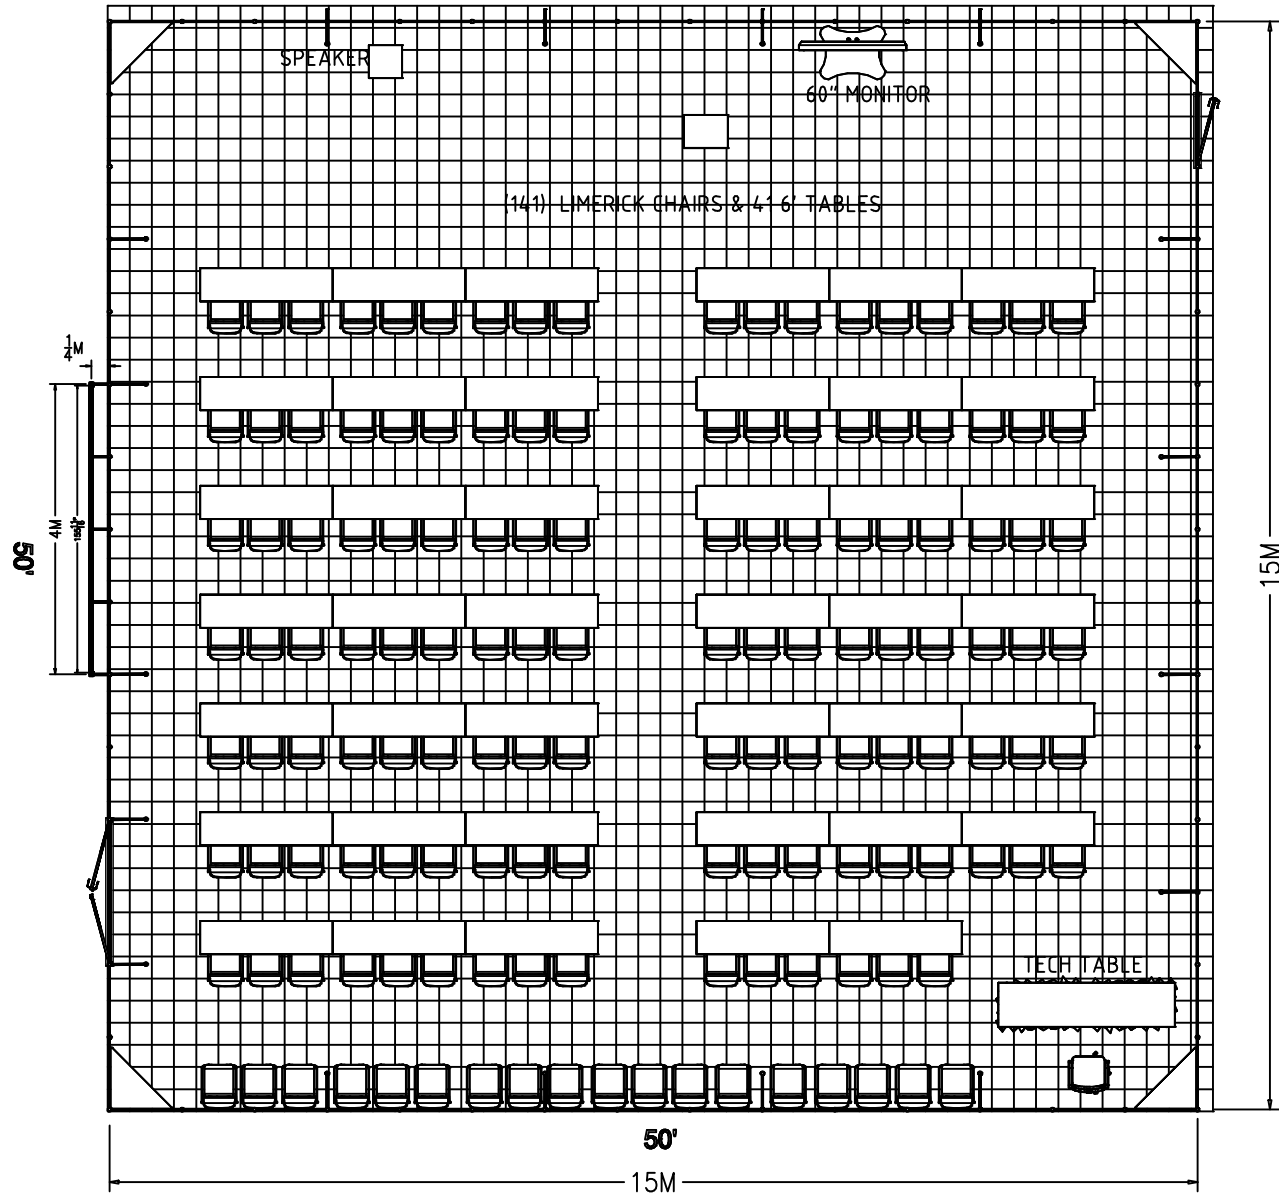 SPEAKER
60" MONITOR
(141) LIMERICK CHAIRS & 41 6' TABLES
1/4M
4M
50'
15M
TECH TABLE
50'
15M